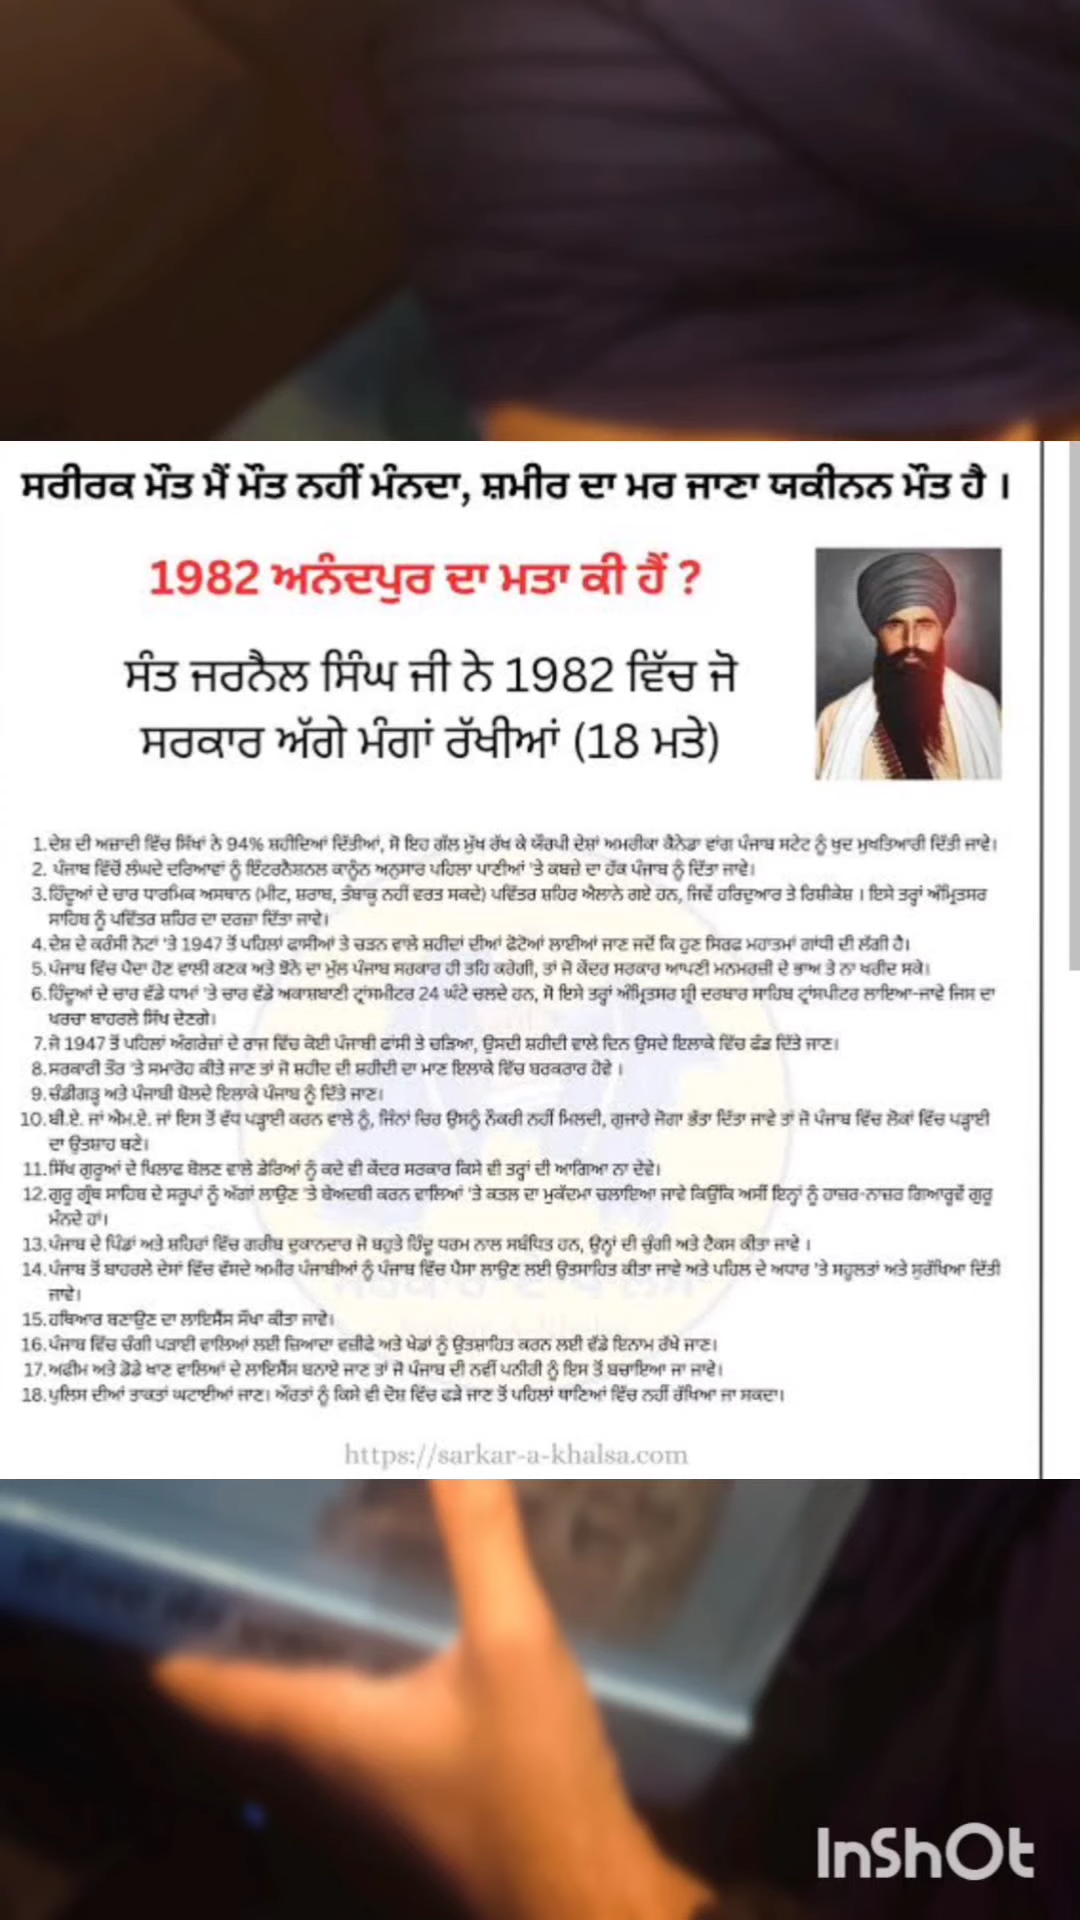 ਸਰੀਰਕ ਮੌਤ ਮੈਂ ਮੌਤ ਨਹੀਂ ਮੰਨਦਾ, ਜ਼ਮੀਰ ਦਾ ਮਰ ਜਾਣਾ ਯਕੀਨਨ ਮੌਤ ਹੈ ।
1982 ਅਨੰਦਪੁਰ ਦਾ ਮਤਾ ਕੀ ਹੈਂ ?
ਸੰਤ ਜਰਨੈਲ ਸਿੰਘ ਜੀ ਨੇ 1982 ਵਿੱਚ ਜੋ
ਸਰਕਾਰ ਅੱਗੇ ਮੰਗਾਂ ਰੱਖੀਆਂ (18 ਮਤੇ)
1. ਦੇਸ਼ ਦੀ ਅਜ਼ਾਦੀ ਵਿੱਚ ਸਿੱਖਾਂ ਨੇ 94% ਸ਼ਹੀਦਿਆਂ ਦਿੱਤੀਆਂ, ਸੋ ਇਹ ਗੱਲ ਮੁੱਖ ਰੱਖ ਕੇ ਯੌਰਪੀ ਦੇਸ਼ਾਂ ਅਮਰੀਕਾ ਕੈਨੇਡਾ ਵਾਂਗ ਪੰਜਾਬ ਸਟੇਟ ਨੂੰ ਖੁਦ ਮੁਖਤਿਆਰੀ ਦਿੱਤੀ ਜਾਵੇ।
2. ਪੰਜਾਬ ਵਿੱਚੋਂ ਲੰਘਦੇ ਦਰਿਆਵਾਂ ਨੂੰ ਇੰਟਰਨੈਸ਼ਨਲ ਕਾਨੂੰਨ ਅਨੁਸਾਰ ਪਹਿਲਾ ਪਾਣੀਆਂ 'ਤੇ ਕਬਜ਼ੇ ਦਾ ਹੱਕ ਪੰਜਾਬ ਨੂੰ ਦਿੱਤਾ ਜਾਵੇ।
3. ਹਿੰਦੂਆਂ ਦੇ ਚਾਰ ਧਾਰਮਿਕ ਅਸਥਾਨ (ਮੀਟ, ਸ਼ਰਾਬ, ਤੰਬਾਕੂ ਨਹੀਂ ਵਰਤ ਸਕਦੇ) ਪਵਿੱਤਰ ਸ਼ਹਿਰ ਐਲਾਨੇ ਗਏ ਹਨ, ਜਿਵੇਂ ਹਰਿਦੁਆਰ ਤੇ ਰਿਸ਼ੀਕੇਸ਼ । ਇਸੇ ਤਰ੍ਹਾਂ ਅੰਮ੍ਰਿਤਸਰ
ਸਾਹਿਬ ਨੂੰ ਪਵਿੱਤਰ ਸ਼ਹਿਰ ਦਾ ਦਰਜ਼ਾ ਦਿੱਤਾ ਜਾਵੇ।
4. ਦੇਸ਼ ਦੇ ਕਰੰਸੀ ਨੋਟਾਂ 'ਤੇ 1947 ਤੋਂ ਪਹਿਲਾਂ ਫਾਸੀਆਂ ਤੇ ਚੜਨ ਵਾਲੇ ਸ਼ਹੀਦਾਂ ਦੀਆਂ ਫੋਟੋਆਂ ਲਾਈਆਂ ਜਾਣ ਜਦੋਂ ਕਿ ਹੁਣ ਸਿਰਫ ਮਹਾਤਮਾਂ ਗਾਂਧੀ ਦੀ ਲੱਗੀ ਹੈ।
5. ਪੰਜਾਬ ਵਿੱਚ ਪੈਦਾ ਹੋਣ ਵਾਲੀ ਕਣਕ ਅਤੇ ਝੋਨੇ ਦਾ ਮੁੱਲ ਪੰਜਾਬ ਸਰਕਾਰ ਹੀ ਤਹਿ ਕਰੇਗੀ, ਤਾਂ ਜੋ ਕੇਂਦਰ ਸਰਕਾਰ ਆਪਣੀ ਮਨਮਰਜ਼ੀ ਦੇ ਭਾਅ ਤੇ ਨਾ ਖਰੀਦ ਸਕੇ।
6. ਹਿੰਦੂਆਂ ਦੇ ਚਾਰ ਵੱਡੇ ਧਾਮਾਂ 'ਤੇ ਚਾਰ ਵੱਡੇ ਅਕਾਸ਼ਬਾਣੀ ਟ੍ਰਾਂਸਮੀਟਰ 24 ਘੰਟੇ ਚਲਦੇ ਹਨ, ਸੋ ਇਸੇ ਤਰ੍ਹਾਂ ਅੰਮ੍ਰਿਤਸਰ ਸ਼੍ਰੀ ਦਰਬਾਰ ਸਾਹਿਬ ਟ੍ਰਾਂਸਪੀਟਰ ਲਾਇਆ-ਜਾਵੇ ਜਿਸ ਦਾ
ਖਰਚਾ ਬਾਹਰਲੇ ਸਿੱਖ ਦੇਣਗੇ।
7. ਜੋ 1947 ਤੋਂ ਪਹਿਲਾਂ ਅੰਗਰੇਜ਼ਾਂ ਦੇ ਰਾਜ ਵਿੱਚ ਕੋਈ ਪੰਜਾਬੀ ਫਾਂਸੀ ਤੇ ਚੜਿਆ, ਉਸਦੀ ਸ਼ਹੀਦੀ ਵਾਲੇ ਦਿਨ ਉਸਦੇ ਇਲਾਕੇ ਵਿੱਚ ਫੰਡ ਦਿੱਤੇ ਜਾਣ।
8. ਸਰਕਾਰੀ ਤੌਰ 'ਤੇ ਸਮਾਰੋਹ ਕੀਤੇ ਜਾਣ ਤਾਂ ਜੋ ਸ਼ਹੀਦ ਦੀ ਸ਼ਹੀਦੀ ਦਾ ਮਾਣ ਇਲਾਕੇ ਵਿੱਚ ਬਰਕਰਾਰ ਹੋਵੇ ।
9. ਚੰਡੀਗੜ੍ਹ ਅਤੇ ਪੰਜਾਬੀ ਬੋਲਦੇ ਇਲਾਕੇ ਪੰਜਾਬ ਨੂੰ ਦਿੱਤੇ ਜਾਣ।
10. ਬੀ.ਏ. ਜਾਂ ਐਮ.ਏ. ਜਾਂ ਇਸ ਤੋਂ ਵੱਧ ਪੜ੍ਹਾਈ ਕਰਨ ਵਾਲੇ ਨੂੰ, ਜਿੰਨਾਂ ਚਿਰ ਉਸਨੂੰ ਨੌਕਰੀ ਨਹੀਂ ਮਿਲਦੀ, ਗੁਜਾਰੇ ਜੋਗਾ ਭੱਤਾ ਦਿੱਤਾ ਜਾਵੇ ਤਾਂ ਜੋ ਪੰਜਾਬ ਵਿੱਚ ਲੋਕਾਂ ਵਿੱਚ ਪੜ੍ਹਾਈ
ਦਾ ਉਤਸ਼ਾਹ ਬਣੇ।
11. ਸਿੱਖ ਗੁਰੂਆਂ ਦੇ ਖਿਲਾਫ ਬੋਲਣ ਵਾਲੇ ਡੇਰਿਆਂ ਨੂੰ ਕਦੇ ਵੀ ਕੇਂਦਰ ਸਰਕਾਰ ਕਿਸੇ ਵੀ ਤਰ੍ਹਾਂ ਦੀ ਆਗਿਆ ਨਾ ਦੇਵੇ।
12. ਗੁਰੂ ਗ੍ਰੰਥ ਸਾਹਿਬ ਦੇ ਸਰੂਪਾਂ ਨੂੰ ਅੱਗਾਂ ਲਾਉਣ 'ਤੇ ਬੇਅਦਬੀ ਕਰਨ ਵਾਲਿਆਂ 'ਤੇ ਕਤਲ ਦਾ ਮੁਕੱਦਮਾ ਚਲਾਇਆ ਜਾਵੇ ਕਿਉਂਕਿ ਅਸੀਂ ਇਨ੍ਹਾਂ ਨੂੰ ਹਾਜ਼ਰ-ਨਾਜ਼ਰ ਗਿਆਰ੍ਹਵੇਂ ਗੁਰੂ
ਮੰਨਦੇ ਹਾਂ।
13. ਪੰਜਾਬ ਦੇ ਪਿੰਡਾਂ ਅਤੇ ਸ਼ਹਿਰਾਂ ਵਿੱਚ ਗਰੀਬ ਦੁਕਾਨਦਾਰ ਜੋ ਬਹੁਤੇ ਹਿੰਦੂ ਧਰਮ ਨਾਲ ਸਬੰਧਿਤ ਹਨ, ਉਨ੍ਹਾਂ ਦੀ ਚੁੰਗੀ ਅਤੇ ਟੈਕਸ ਕੀਤਾ ਜਾਵੇ ।
14. ਪੰਜਾਬ ਤੋਂ ਬਾਹਰਲੇ ਦੇਸਾਂ ਵਿੱਚ ਵੱਸਦੇ ਅਮੀਰ ਪੰਜਾਬੀਆਂ ਨੂੰ ਪੰਜਾਬ ਵਿੱਚ ਪੈਸਾ ਲਾਉਣ ਲਈ ਉਤਸਾਹਿਤ ਕੀਤਾ ਜਾਵੇ ਅਤੇ ਪਹਿਲ ਦੇ ਅਧਾਰ 'ਤੇ ਸਹੂਲਤਾਂ ਅਤੇ ਸੁਰੱਖਿਆ ਦਿੱਤੀ
ਜਾਵੇ।
15. ਹਥਿਆਰ ਬਣਾਉਣ ਦਾ ਲਾਇਸੈਂਸ ਸੌਖਾ ਕੀਤਾ ਜਾਵੇ।
16. ਪੰਜਾਬ ਵਿੱਚ ਚੰਗੀ ਪੜਾਈ ਵਾਲਿਆਂ ਲਈ ਜ਼ਿਆਦਾ ਵਜ਼ੀਫੇ ਅਤੇ ਖੇਡਾਂ ਨੂੰ ਉਤਸ਼ਾਹਿਤ ਕਰਨ ਲਈ ਵੱਡੇ ਇਨਾਮ ਰੱਖੇ ਜਾਣ।
17. ਅਫੀਮ ਅਤੇ ਡੋਡੇ ਖਾਣ ਵਾਲਿਆਂ ਦੇ ਲਾਇਸੈਂਸ ਬਨਾਏ ਜਾਣ ਤਾਂ ਜੋ ਪੰਜਾਬ ਦੀ ਨਵੀਂ ਪਨੀਰੀ ਨੂੰ ਇਸ ਤੋਂ ਬਚਾਇਆ ਜਾ ਜਾਵੇ।
18. ਪੁਲਿਸ ਦੀਆਂ ਤਾਕਤਾਂ ਘਟਾਈਆਂ ਜਾਣ। ਔਰਤਾਂ ਨੂੰ ਕਿਸੇ ਵੀ ਦੋਸ਼ ਵਿੱਚ ਫੜੇ ਜਾਣ ਤੋਂ ਪਹਿਲਾਂ ਥਾਣਿਆਂ ਵਿੱਚ ਨਹੀਂ ਰੱਖਿਆ ਜਾ ਸਕਦਾ।
https://sarkar-a-khalsa.com
InShOt